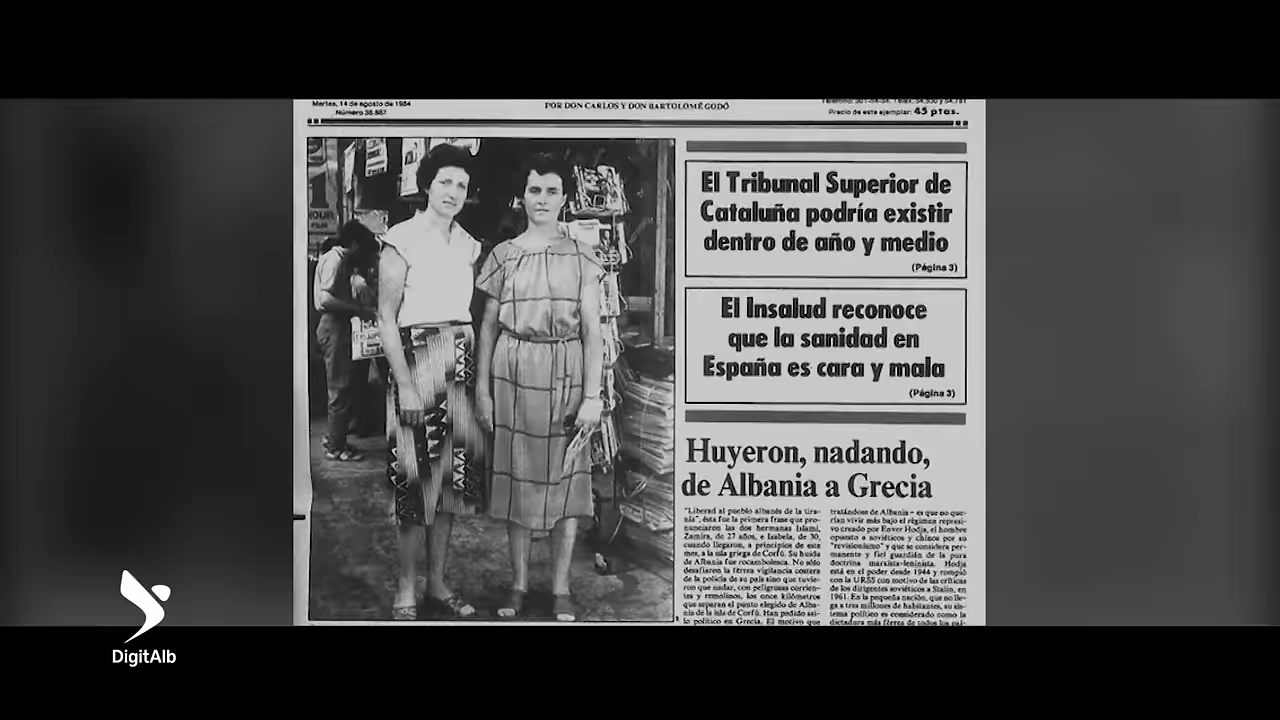 Martes, 14 de agosto de 1984
Número 38.887
POR DON CARLOS Y DON BARTOLOMÉ GODÓ
Precio de este ejemplar: 45 ptas.
El Tribunal Superior de
Cataluña podría existir
dentro de año y medio
(Página 3)
El Insalud reconoce
que la sanidad en
España es cara y mala
(Página 3)
Huyeron, nadando,
de Albania a Grecia
"Libertad al pueblo albanés de la tira-
nía", ésta fue la primera frase que pro-
nunciaron las dos hermanas Islami,
Zamira, de 27 años, e Isabela, de 30,
cuando llegaron, a principios de este
mes, a la isla griega de Corfú. Su huida
de Albania fue rocambolesca. No sólo
desafiaron la férrea vigilancia costera
de la policía de su país sino que tuvie-
ron que nadar, con peligrosas corrien-
tes y remolinos, los once kilómetros
que separan el punto elegido de Alba-
nia de la isla de Corfú. Han pedido asi-
lo político en Grecia. El motivo que
tratándose de Albania – es que no que-
rían vivir más bajo el régimen represi-
vo creado por Enver Hodja, el hombre
opuesto a soviéticos y chinos por su
"revisionismo" y que se considera per-
manente y fiel guardián de la pura
doctrina marxista-leninista. Hodja
está en el poder desde 1944 y rompió
con la URSS con motivo de las críticas
de los dirigentes soviéticos a Stalin, en
1961. En la pequeña nación, que no lle-
ga a tres millones de habitantes, su sis-
tema político es considerado como la
dictadura más férrea de todos los paí-
DigitAlb